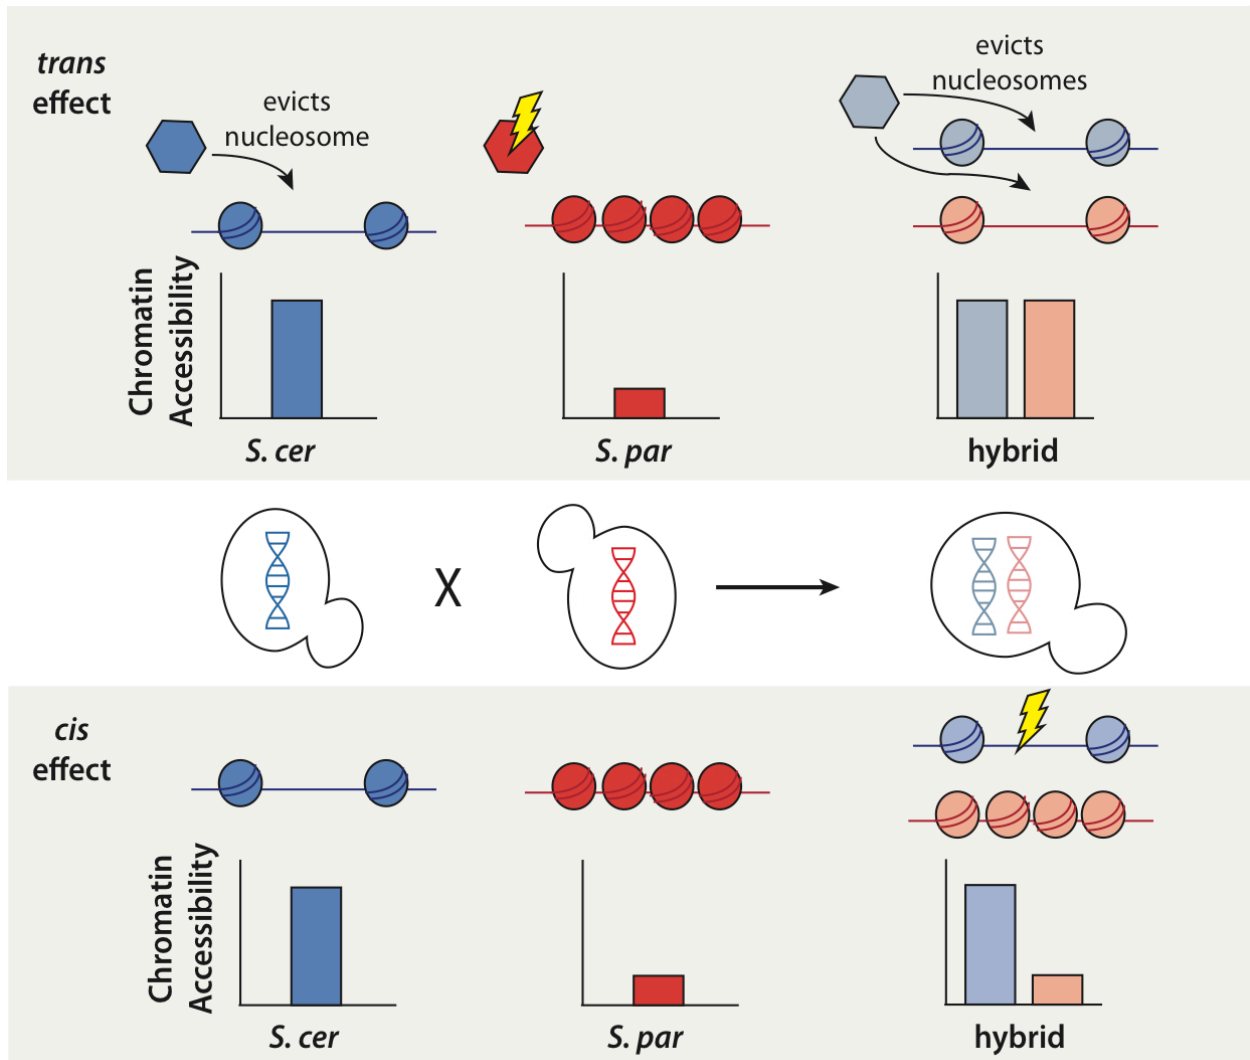 trans
effect
evicts
nucleosome
evicts
nucleosomes
Chromatin
Accessibility
S. cer
S. par
hybrid
X
cis
effect
Chromatin
Accessibility
S. cer
S. par
hybrid